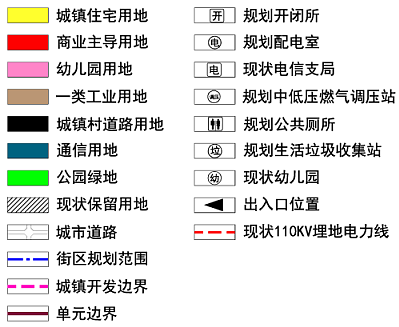 城镇住宅用地
商业主导用地
幼儿园用地
一类工业用地
城镇村道路用地
通信用地
公园绿地
现状保留用地
城市道路
街区规划范围
城镇开发边界
单元边界
开 规划开闭所
电 规划配电室
电 现状电信支局
规划中低压燃气调压站
规划公共厕所
垃 规划生活垃圾收集站
幼 现状幼儿园
出入口位置
现状110KV埋地电力线